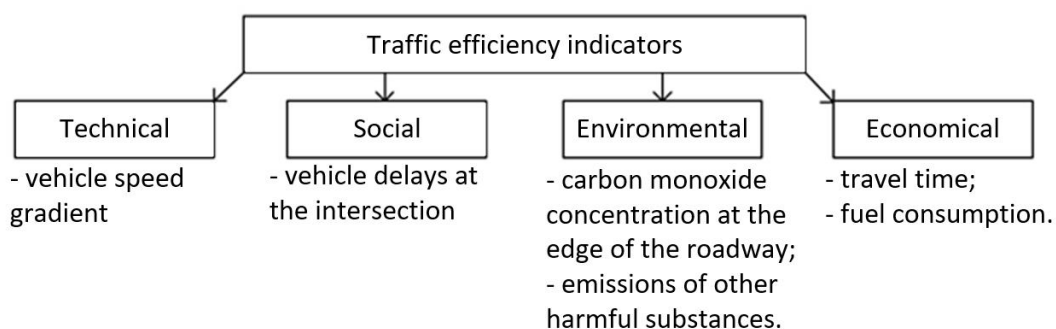 Traffic efficiency indicators
Technical
- vehicle speed
gradient
Social
- vehicle delays at
the intersection
Environmental
- carbon monoxide
concentration at the
edge of the roadway;
- emissions of other
harmful substances.
Economical
- travel time;
- fuel consumption.